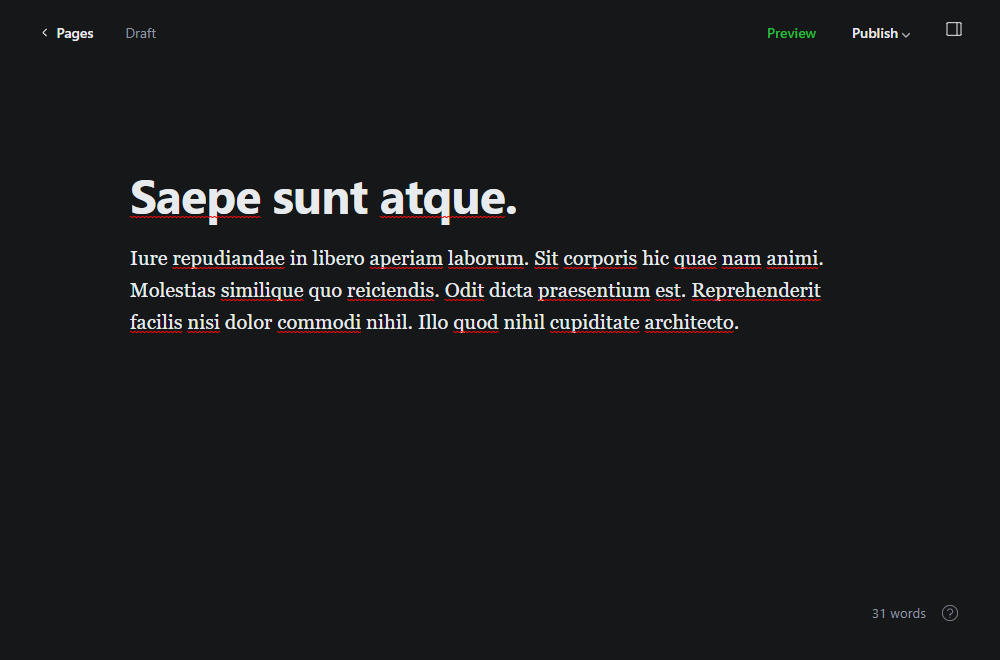 Pages
Draft
Preview
Publish
Saepe sunt atque.
Iure repudiandae in libero aperiam laborum. Sit corporis hic quae nam animi.
Molestias similique quo reiciendis. Odit dicta praesentium est. Reprehenderit
facilis nisi dolor commodi nihil. Illo quod nihil cupiditate architecto.
31 words
?